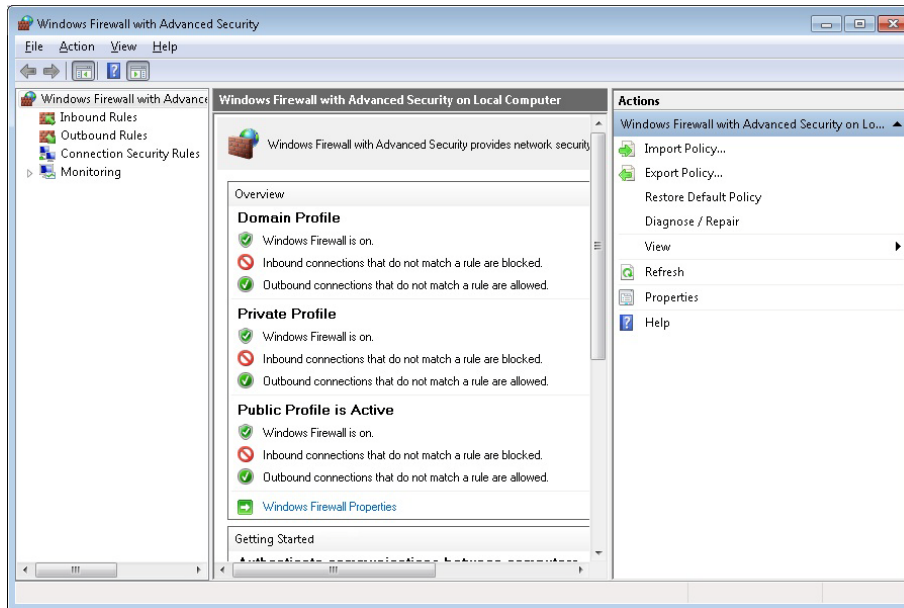 Windows Firewall with Advanced Security
File Action View Help
Windows Firewall with Advance
Inbound Rules
Outbound Rules
Connection Security Rules
Monitoring
Windows Firewall with Advanced Security on Local Computer
Windows Firewall with Advanced Security provides network security
Overview
Domain Profile
Windows Firewall is on.
Inbound connections that do not match a rule are blocked.
Outbound connections that do not match a rule are allowed.
Private Profile
Windows Firewall is on.
Inbound connections that do not match a rule are blocked.
Outbound connections that do not match a rule are allowed.
Public Profile is Active
Windows Firewall is on.
Inbound connections that do not match a rule are blocked.
Outbound connections that do not match a rule are allowed.
Windows Firewall Properties
Getting Started
Authenticate communications between computers
Actions
Windows Firewall with Advanced Security on Lo...
Import Policy...
Export Policy...
Restore Default Policy
Diagnose / Repair
View
Refresh
Properties
Help